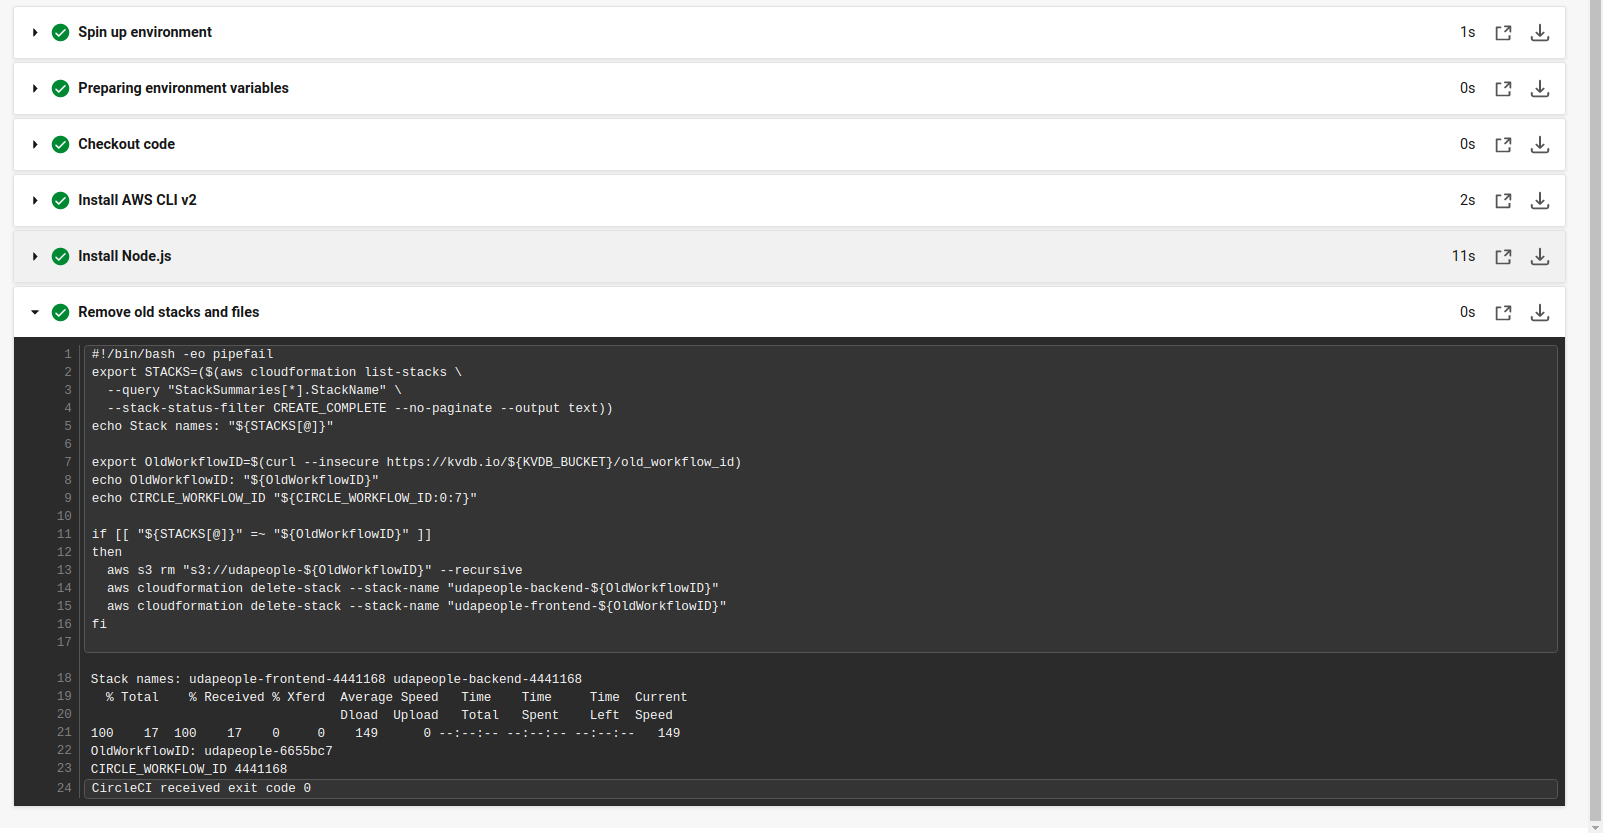 Spin up environment 1s
Preparing environment variables 0s
Checkout code 0s
Install AWS CLI v2 2s
Install Node.js 11s
Remove old stacks and files 0s
1 #!/bin/bash -eo pipefail
2 export STACKS=($(aws cloudformation list-stacks \
3   --query "StackSummaries[*].StackName" \
4   --stack-status-filter CREATE_COMPLETE --no-paginate --output text))
5 echo Stack names: "${STACKS[@]}"
6
7 export OldWorkflowID=$(curl --insecure https://kvdb.io/${KVDB_BUCKET}/old_workflow_id)
8 echo OldWorkflowID: "${OldWorkflowID}"
9 echo CIRCLE_WORKFLOW_ID "${CIRCLE_WORKFLOW_ID:0:7}"
10
11 if [[ "${STACKS[@]}" =~ "${OldWorkflowID}" ]]
12 then
13   aws s3 rm "s3://udapeople-${OldWorkflowID}" --recursive
14   aws cloudformation delete-stack --stack-name "udapeople-backend-${OldWorkflowID}"
15   aws cloudformation delete-stack --stack-name "udapeople-frontend-${OldWorkflowID}"
16 fi
17
18 Stack names: udapeople-frontend-4441168 udapeople-backend-4441168
19   % Total    % Received % Xferd  Average Speed   Time    Time     Time  Current
20                                  Dload  Upload   Total   Spent    Left  Speed
21 100    17  100    17    0     0    149      0 --:--:-- --:--:-- --:--:--   149
22 OldWorkflowID: udapeople-6655bc7
23 CIRCLE_WORKFLOW_ID 4441168
24 CircleCI received exit code 0